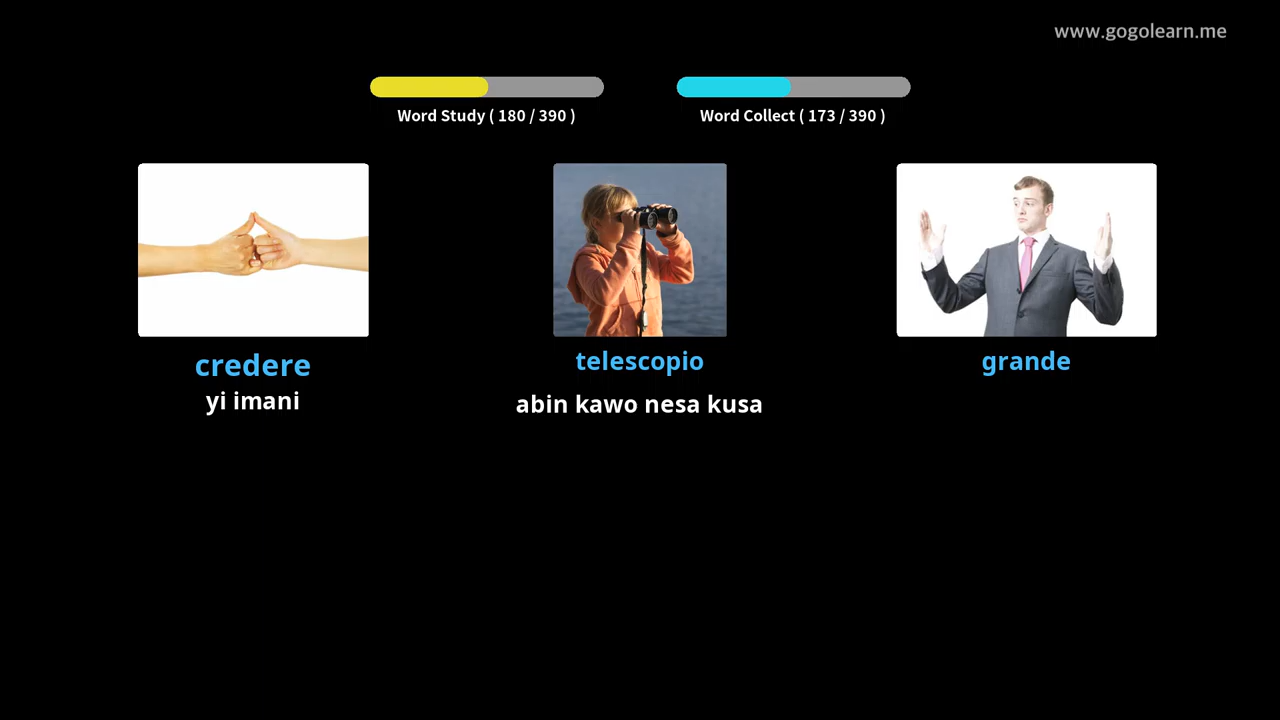 www.gogolearn.me
Word Study ( 180 / 390 )
Word Collect ( 173 / 390 )
credere
yi imani
telescopio
abin kawo nesa kusa
grande